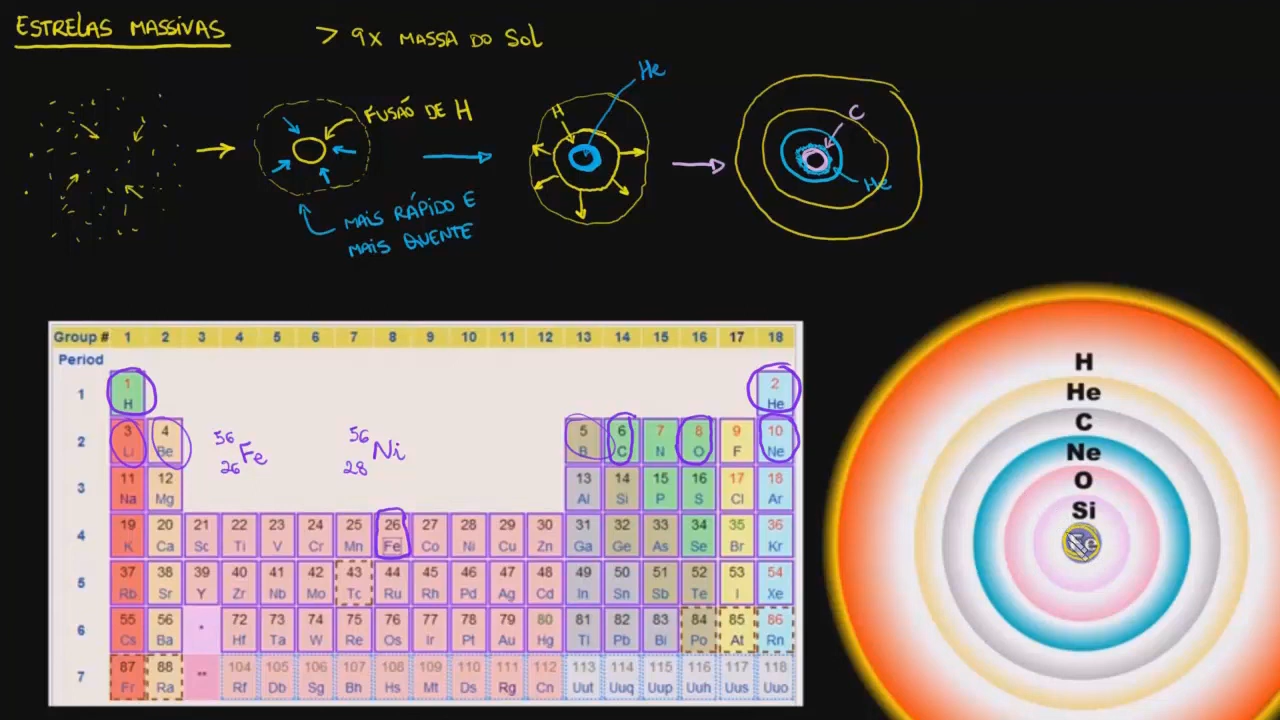 ESTRELAS MASSIVAS > 9X MASSA DO SOL
FUSÃO DE H
MAIS RÁPIDO E
MAIS QUENTE
H
He
C
He
Group # 1 2 3 4 5 6 7 8 9 10 11 12 13 14 15 16 17 18
Period
1
1 2
H He
2
3 4 5 6 7 8 9 10
Li Be B C N O F Ne
56 Fe 26
56 Ni 28
3
11 12 13 14 15 16 17 18
Na Mg Al Si P S Cl Ar
4
19 20 21 22 23 24 25 26 27 28 29 30 31 32 33 34 35 36
K Ca Sc Ti V Cr Mn Fe Co Ni Cu Zn Ga Ge As Se Br Kr
5
37 38 39 40 41 42 43 44 45 46 47 48 49 50 51 52 53 54
Rb Sr Y Zr Nb Mo Tc Ru Rh Pd Ag Cd In Sn Sb Te I Xe
6
55 56 * 72 73 74 75 76 77 78 79 80 81 82 83 84 85 86
Cs Ba Hf Ta W Re Os Ir Pt Au Hg Tl Pb Bi Po At Rn
7
87 88 ** 104 105 106 107 108 109 110 111 112 113 114 115 116 117 118
Fr Ra Rf Db Sg Bh Hs Mt Ds Rg Cn Uut Uuq Uup Uuh Uus Uuo
H
He
C
Ne
O
Si
Fe